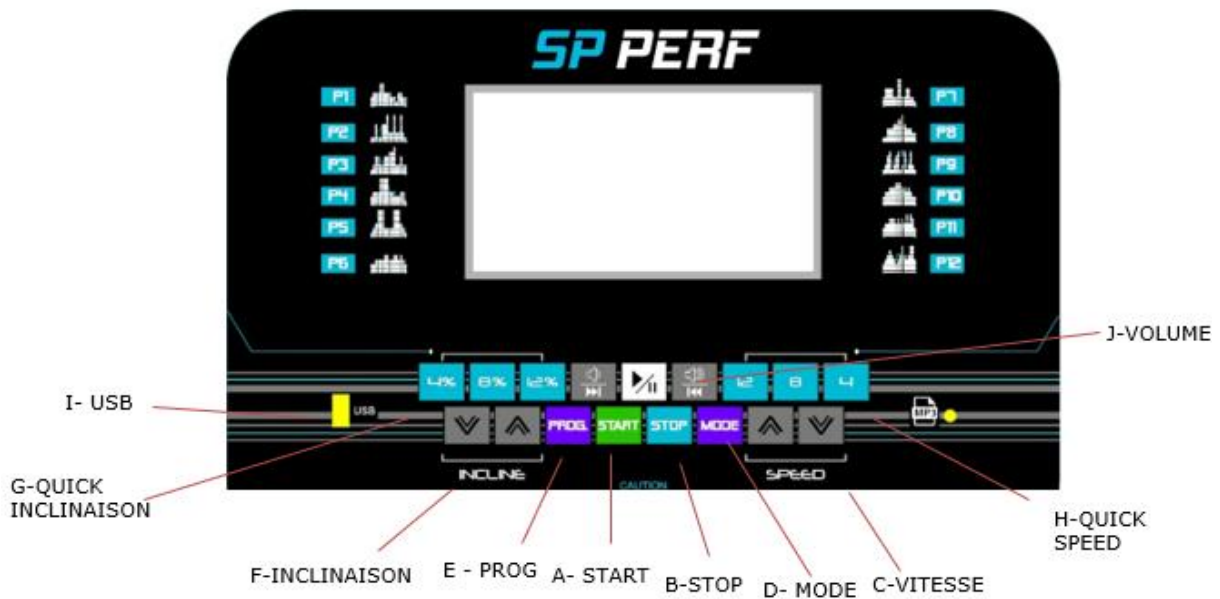 SP PERF
P1
P7
P2
P8
P3
P9
P4
P10
P5
P11
P6
P12
J-VOLUME
4% 8% 12% 12 8 4
I- USB
USB
MP3
PROG. START STOP MODE
INCLINE
SPEED
CAUTION
G-QUICK
INCLINAISON
H-QUICK
SPEED
F-INCLINAISON
E - PROG
A- START
B-STOP
D- MODE
C-VITESSE